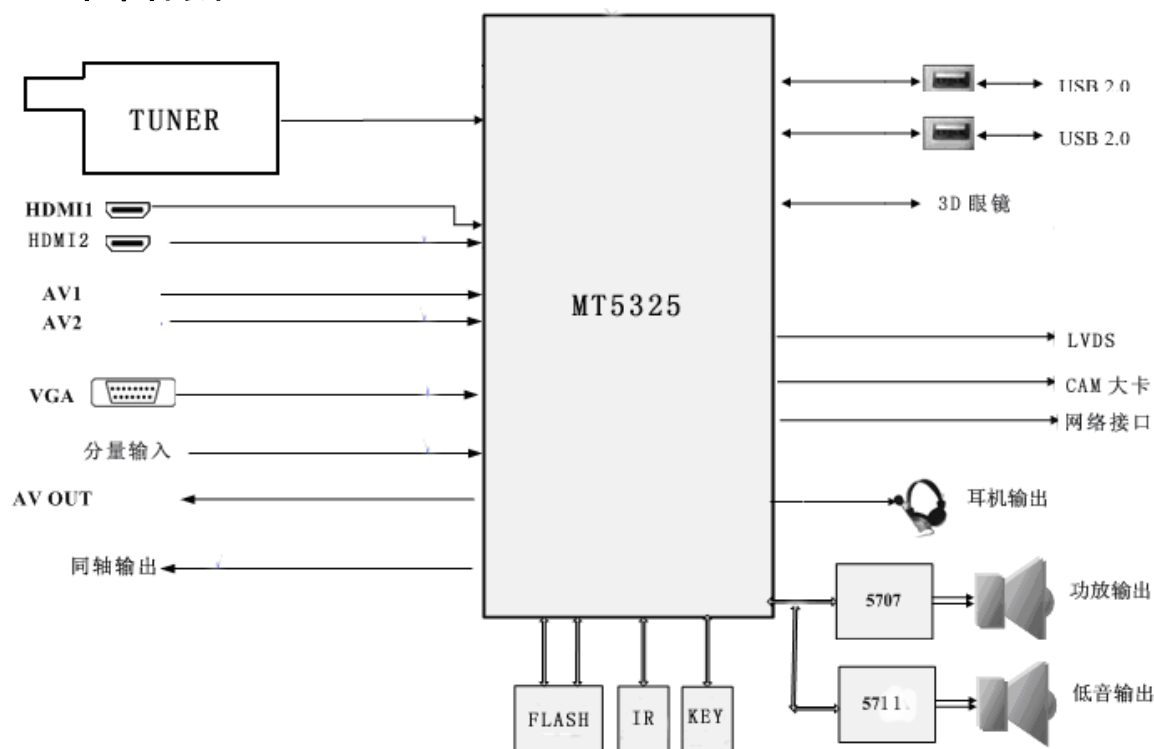 TUNER
HDMI1
HDMI2
AV1
AV2
VGA
分量输入
AV OUT
同轴输出
MT5325
USB 2.0
USB 2.0
3D 眼镜
LVDS
CAM 大卡
网络接口
耳机输出
5707
功放输出
5711
低音输出
FLASH
IR
KEY